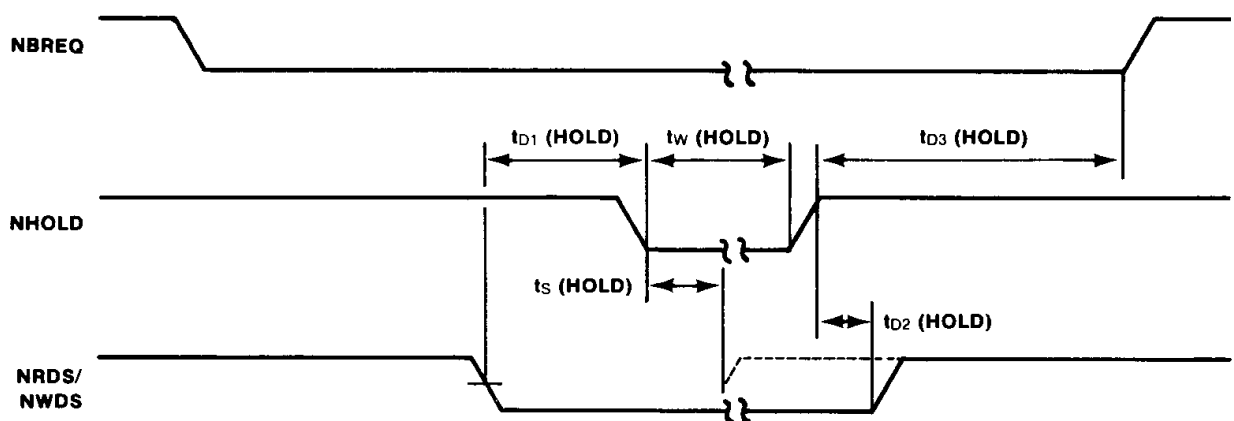 NBREQ
tD1 (HOLD)
tW (HOLD)
tD3 (HOLD)
NHOLD
tS (HOLD)
tD2 (HOLD)
NRDS/
NWDS